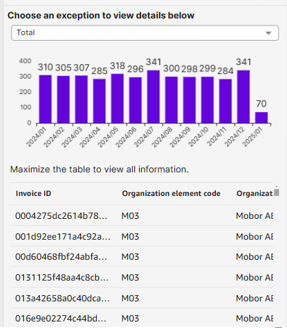 Choose an exception to view details below
Total
400
300
200
100
0
310 305 307 285 318 296 341 300 298 299 284 341 70
2024/01 2024/02 2024/03 2024/04 2024/05 2024/06 2024/07 2024/08 2024/09 2024/10 2024/11 2024/12 2025/01
Maximize the table to view all information.
Invoice ID Organization element code Organizat
0004275dc2614b78... M03 Mobor AE
001d92ee171a4c92a... M03 Mobor AE
00d60468fbf24abfa... M03 Mobor AE
0131125f48aa4c8cb... M03 Mobor AE
013a42658a0c40dca... M03 Mobor AE
016e9e02274c44bd... M03 Mobor AE